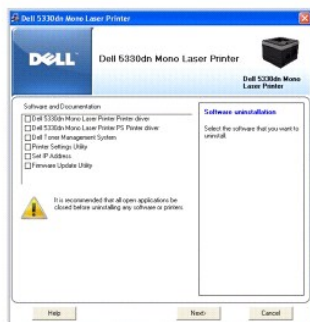 Dell 5330dn Mono Laser Printer
DELL
Dell 5330dn Mono Laser Printer
Dell 5330dn Mono
Laser Printer
Software and Documentation
Dell 5330dn Mono Laser Printer Printer driver
Dell 5330dn Mono Laser Printer PS Printer driver
Dell Toner Management System
Printer Settings Utility
Set IP Address
Firmware Update Utility
It is recommended that all open applications be
closed before uninstalling any software or printers.
Software uninstallation
Select the software that you want to
uninstall.
Help
Next>
Cancel